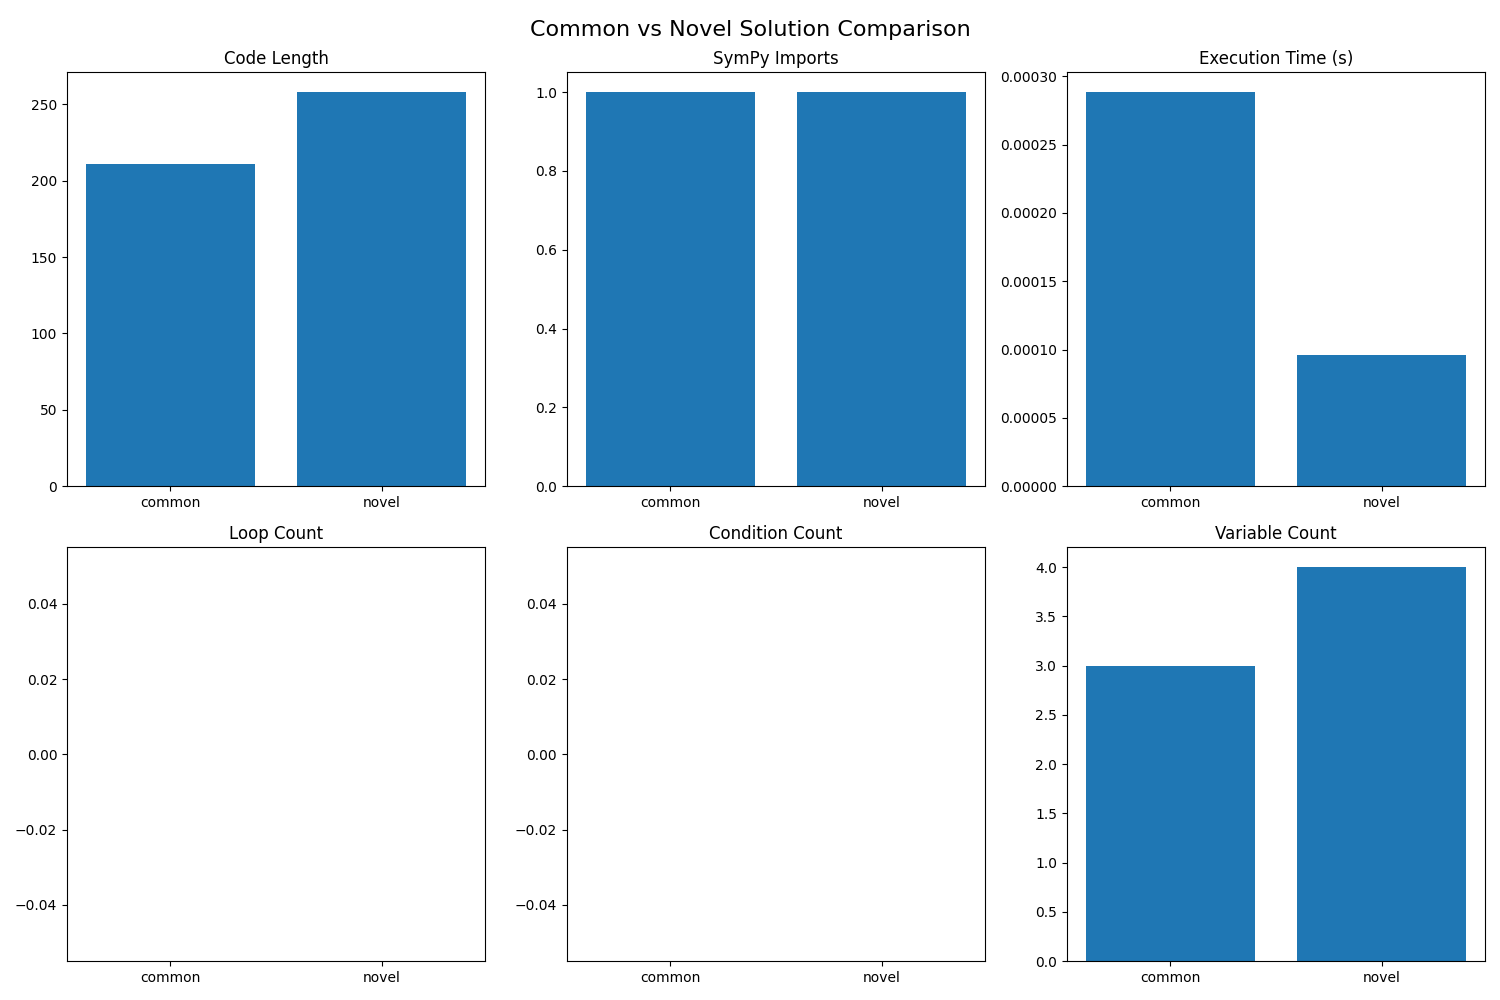 Common vs Novel Solution Comparison
Code Length
250
200
150
100
50
0
common novel
SymPy Imports
1.0
0.8
0.6
0.4
0.2
0.0
common novel
Execution Time (s)
0.00030
0.00025
0.00020
0.00015
0.00010
0.00005
0.00000
common novel
Loop Count
0.04
0.02
0.00
−0.02
−0.04
common novel
Condition Count
0.04
0.02
0.00
−0.02
−0.04
common novel
Variable Count
4.0
3.5
3.0
2.5
2.0
1.5
1.0
0.5
0.0
common novel